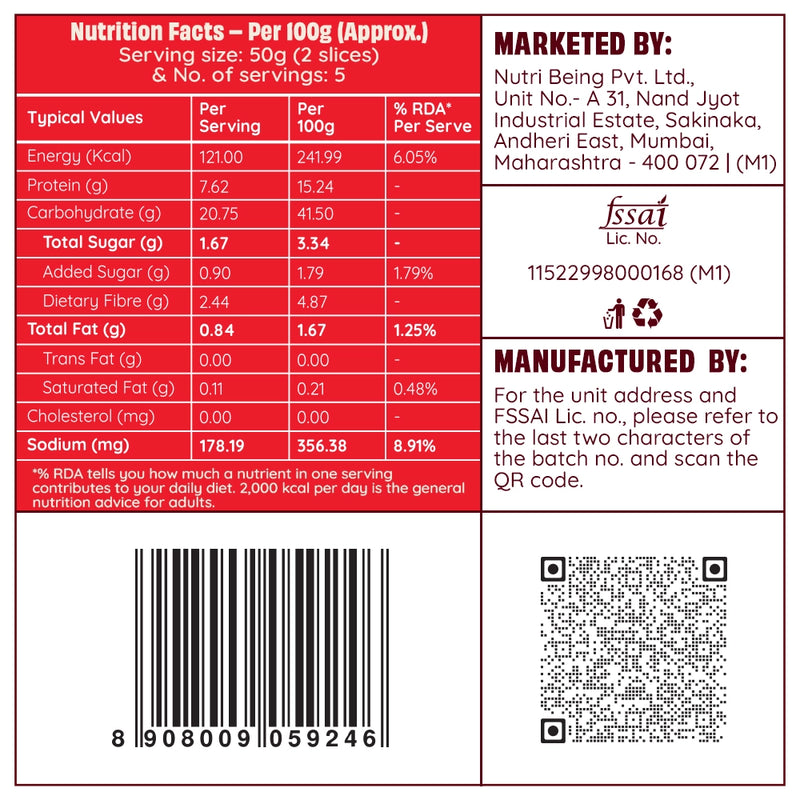 Nutrition Facts – Per 100g (Approx.)
Serving size: 50g (2 slices)
& No. of servings: 5
Typical Values Per Serving Per 100g % RDA* Per Serve
Energy (Kcal) 121.00 241.99 6.05%
Protein (g) 7.62 15.24 -
Carbohydrate (g) 20.75 41.50 -
Total Sugar (g) 1.67 3.34 -
Added Sugar (g) 0.90 1.79 1.79%
Dietary Fibre (g) 2.44 4.87 -
Total Fat (g) 0.84 1.67 1.25%
Trans Fat (g) 0.00 0.00 -
Saturated Fat (g) 0.11 0.21 0.48%
Cholesterol (mg) 0.00 0.00 -
Sodium (mg) 178.19 356.38 8.91%
*% RDA tells you how much a nutrient in one serving
contributes to your daily diet. 2,000 kcal per day is the general
nutrition advice for adults.
MARKETED BY:
Nutri Being Pvt. Ltd.,
Unit No.- A 31, Nand Jyot
Industrial Estate, Sakinaka,
Andheri East, Mumbai,
Maharashtra - 400 072 | (M1)
fssai
Lic. No.
11522998000168 (M1)
MANUFACTURED BY:
For the unit address and
FSSAI Lic. no., please refer to
the last two characters of
the batch no. and scan the
QR code.
8 908009 059246